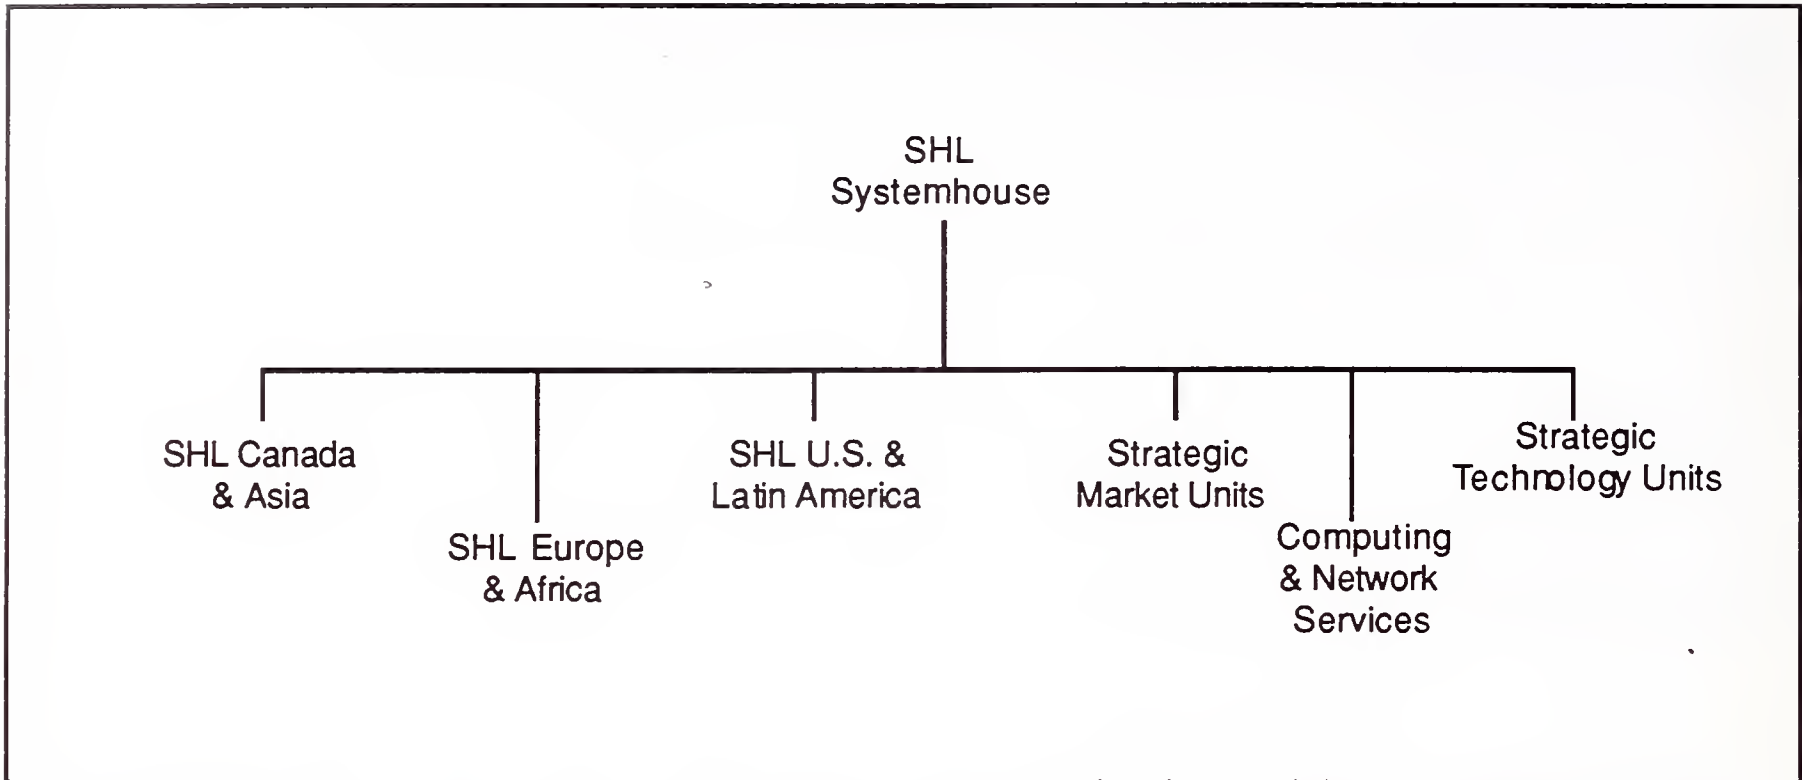 SHL
Systemhouse
SHL Canada
& Asia
SHL Europe
& Africa
SHL U.S. &
Latin America
Strategic
Market Units
Computing
& Network
Services
Strategic
Technology Units